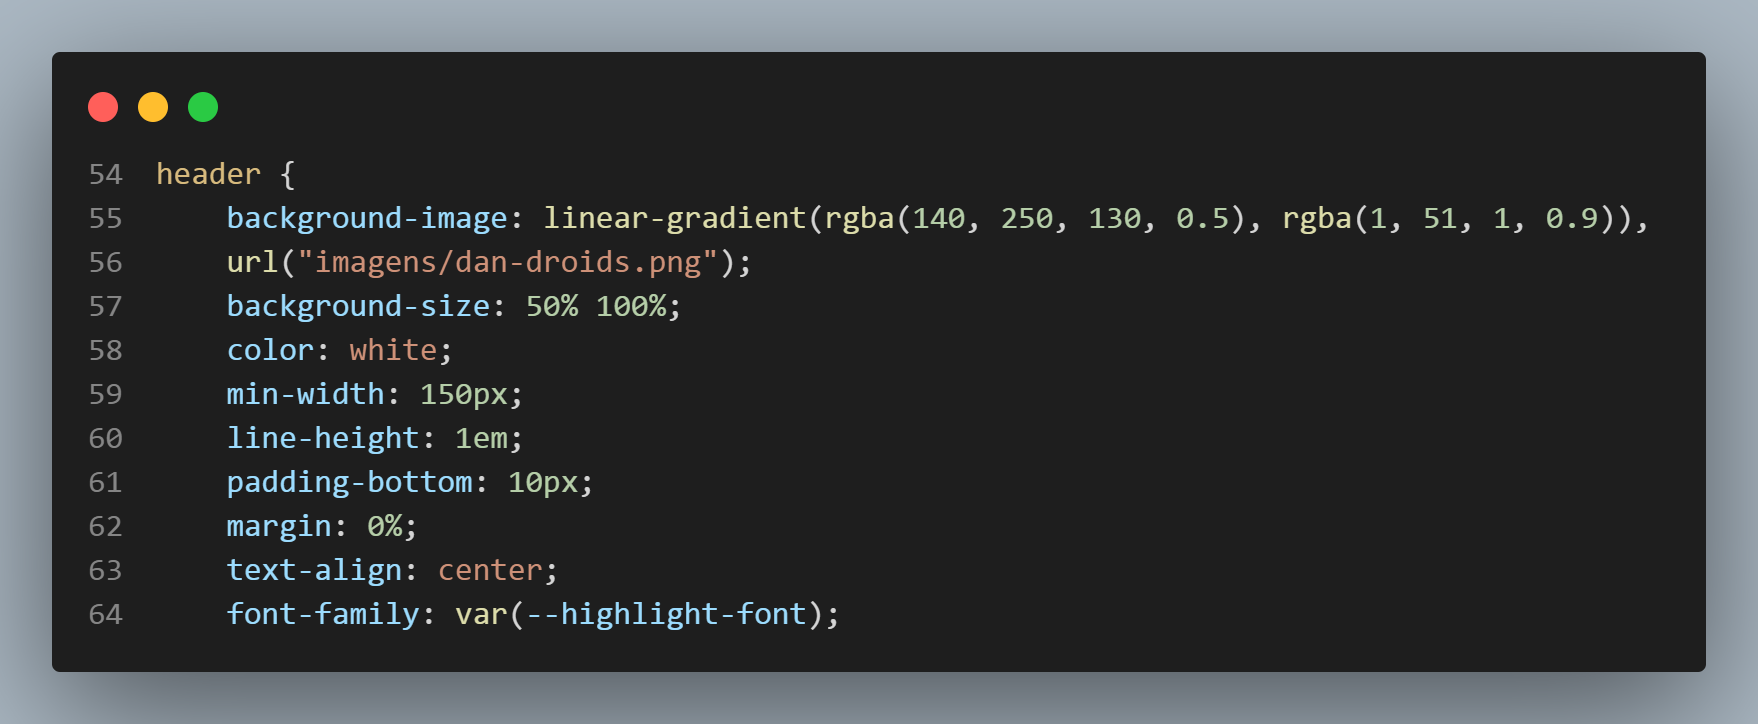 54 header {
55     background-image: linear-gradient(rgba(140, 250, 130, 0.5), rgba(1, 51, 1, 0.9)),
56     url("imagens/dan-droids.png");
57     background-size: 50% 100%;
58     color: white;
59     min-width: 150px;
60     line-height: 1em;
61     padding-bottom: 10px;
62     margin: 0%;
63     text-align: center;
64     font-family: var(--highlight-font);